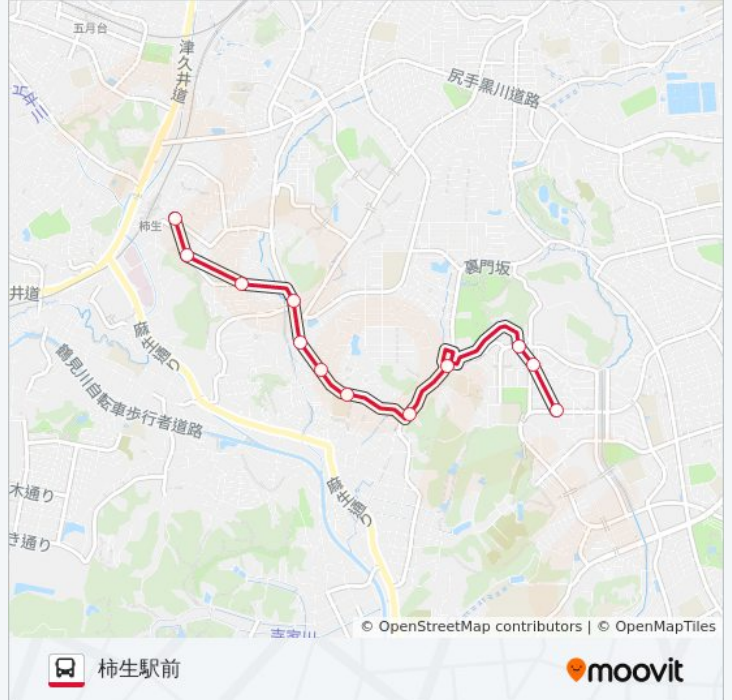 五月台
津久井道
尻手黒川道路
柿生
裏門坂
井道
麻生通り
鶴見川自転車歩行者道路
麻生通り
木通り
き通り
© OpenStreetMap contributors | © OpenMapTiles
柿生駅前
moovit